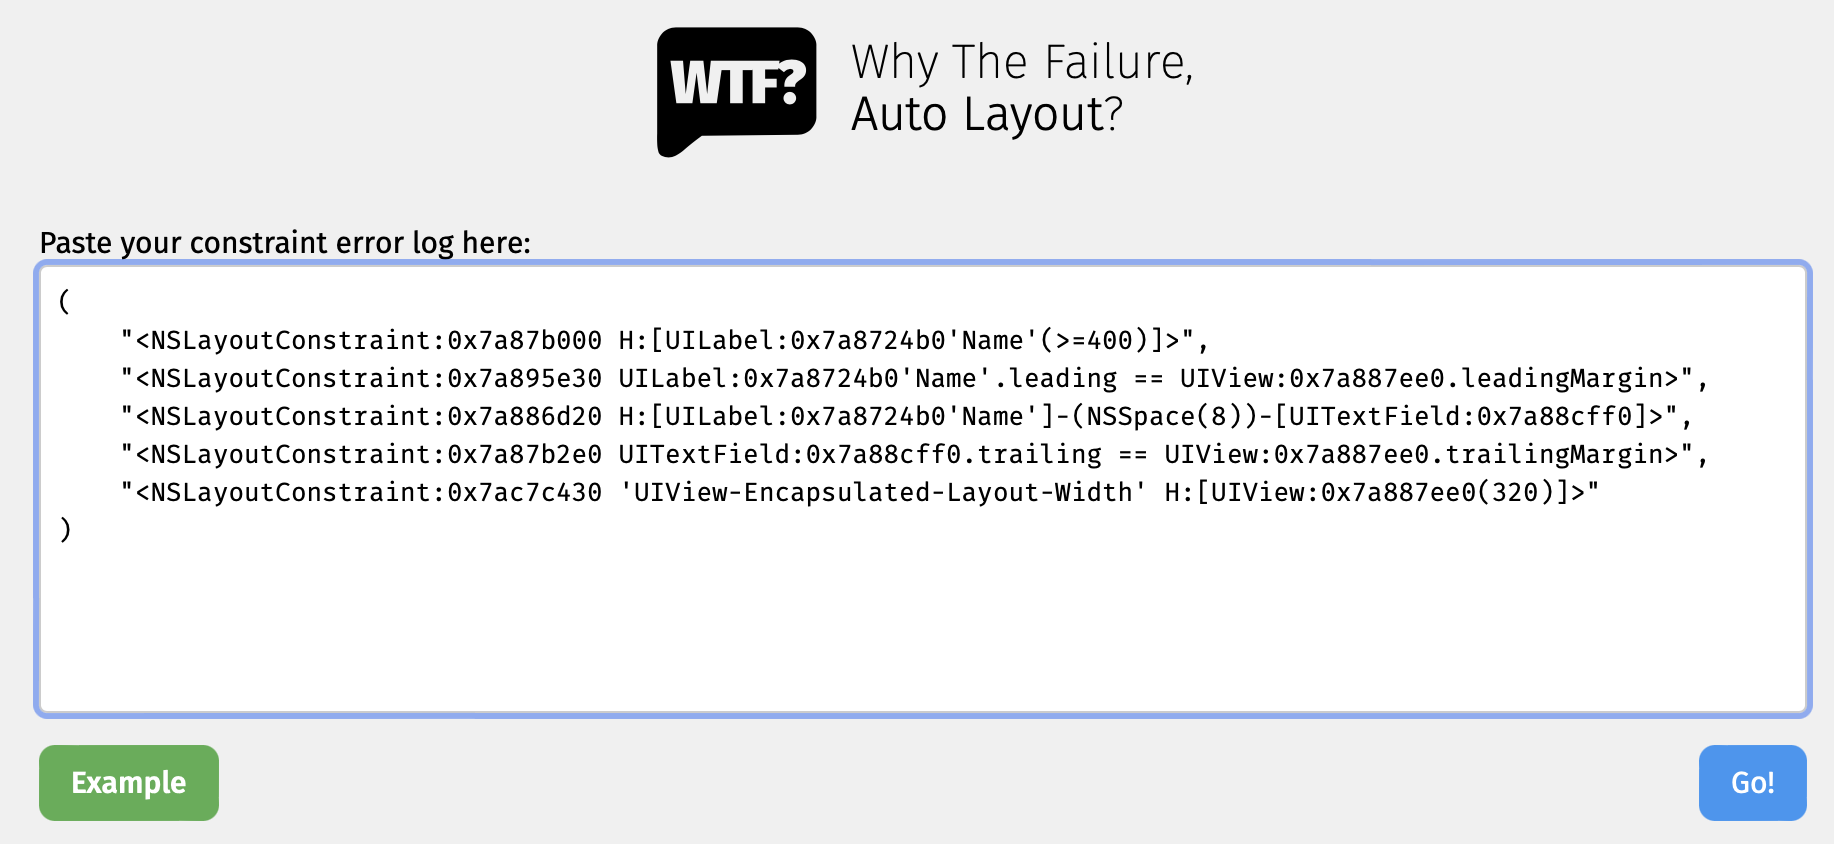 WTF?
Why The Failure,
Auto Layout?
Paste your constraint error log here:
(
    "<NSLayoutConstraint:0x7a87b000 H:[UILabel:0x7a8724b0'Name'(>=400)]>",
    "<NSLayoutConstraint:0x7a895e30 UILabel:0x7a8724b0'Name'.leading == UIView:0x7a887ee0.leadingMargin>",
    "<NSLayoutConstraint:0x7a886d20 H:[UILabel:0x7a8724b0'Name']-(NSSpace(8))-[UITextField:0x7a88cff0]>",
    "<NSLayoutConstraint:0x7a87b2e0 UITextField:0x7a88cff0.trailing == UIView:0x7a887ee0.trailingMargin>",
    "<NSLayoutConstraint:0x7ac7c430 'UIView-Encapsulated-Layout-Width' H:[UIView:0x7a887ee0(320)]>"
)
Example
Go!